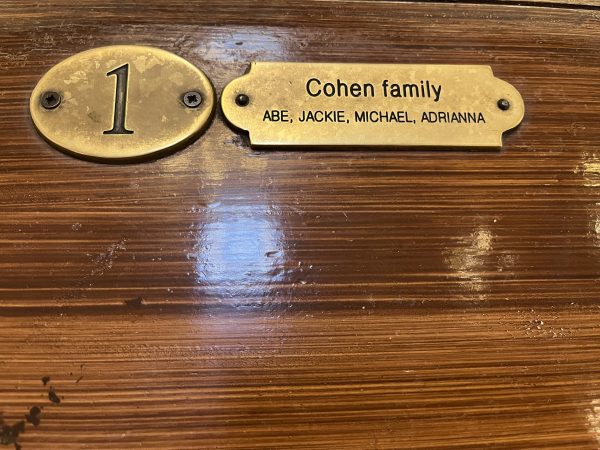 1
Cohen family
ABE, JACKIE, MICHAEL, ADRIANNA